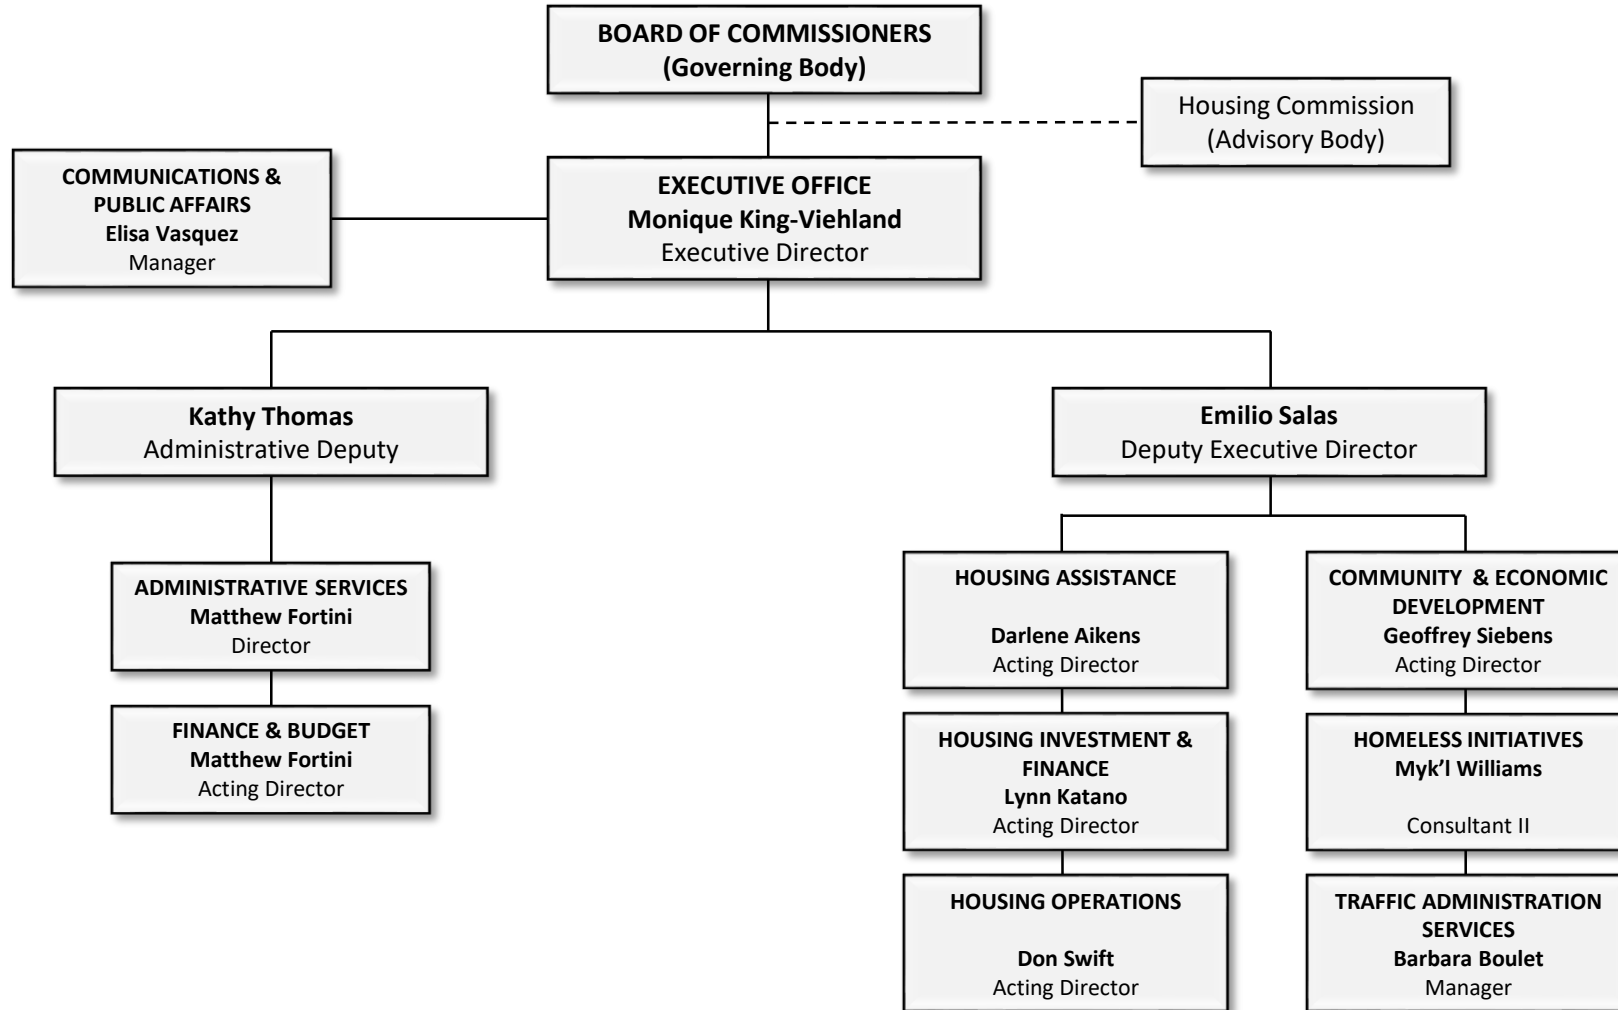 BOARD OF COMMISSIONERS
(Governing Body)
Housing Commission
(Advisory Body)
COMMUNICATIONS &
PUBLIC AFFAIRS
Elisa Vasquez
Manager
EXECUTIVE OFFICE
Monique King-Viehland
Executive Director
Kathy Thomas
Administrative Deputy
Emilio Salas
Deputy Executive Director
ADMINISTRATIVE SERVICES
Matthew Fortini
Director
FINANCE & BUDGET
Matthew Fortini
Acting Director
HOUSING ASSISTANCE
Darlene Aikens
Acting Director
HOUSING INVESTMENT &
FINANCE
Lynn Katano
Acting Director
HOUSING OPERATIONS
Don Swift
Acting Director
COMMUNITY & ECONOMIC
DEVELOPMENT
Geoffrey Siebens
Acting Director
HOMELESS INITIATIVES
Myk’l Williams
Consultant II
TRAFFIC ADMINISTRATION
SERVICES
Barbara Boulet
Manager